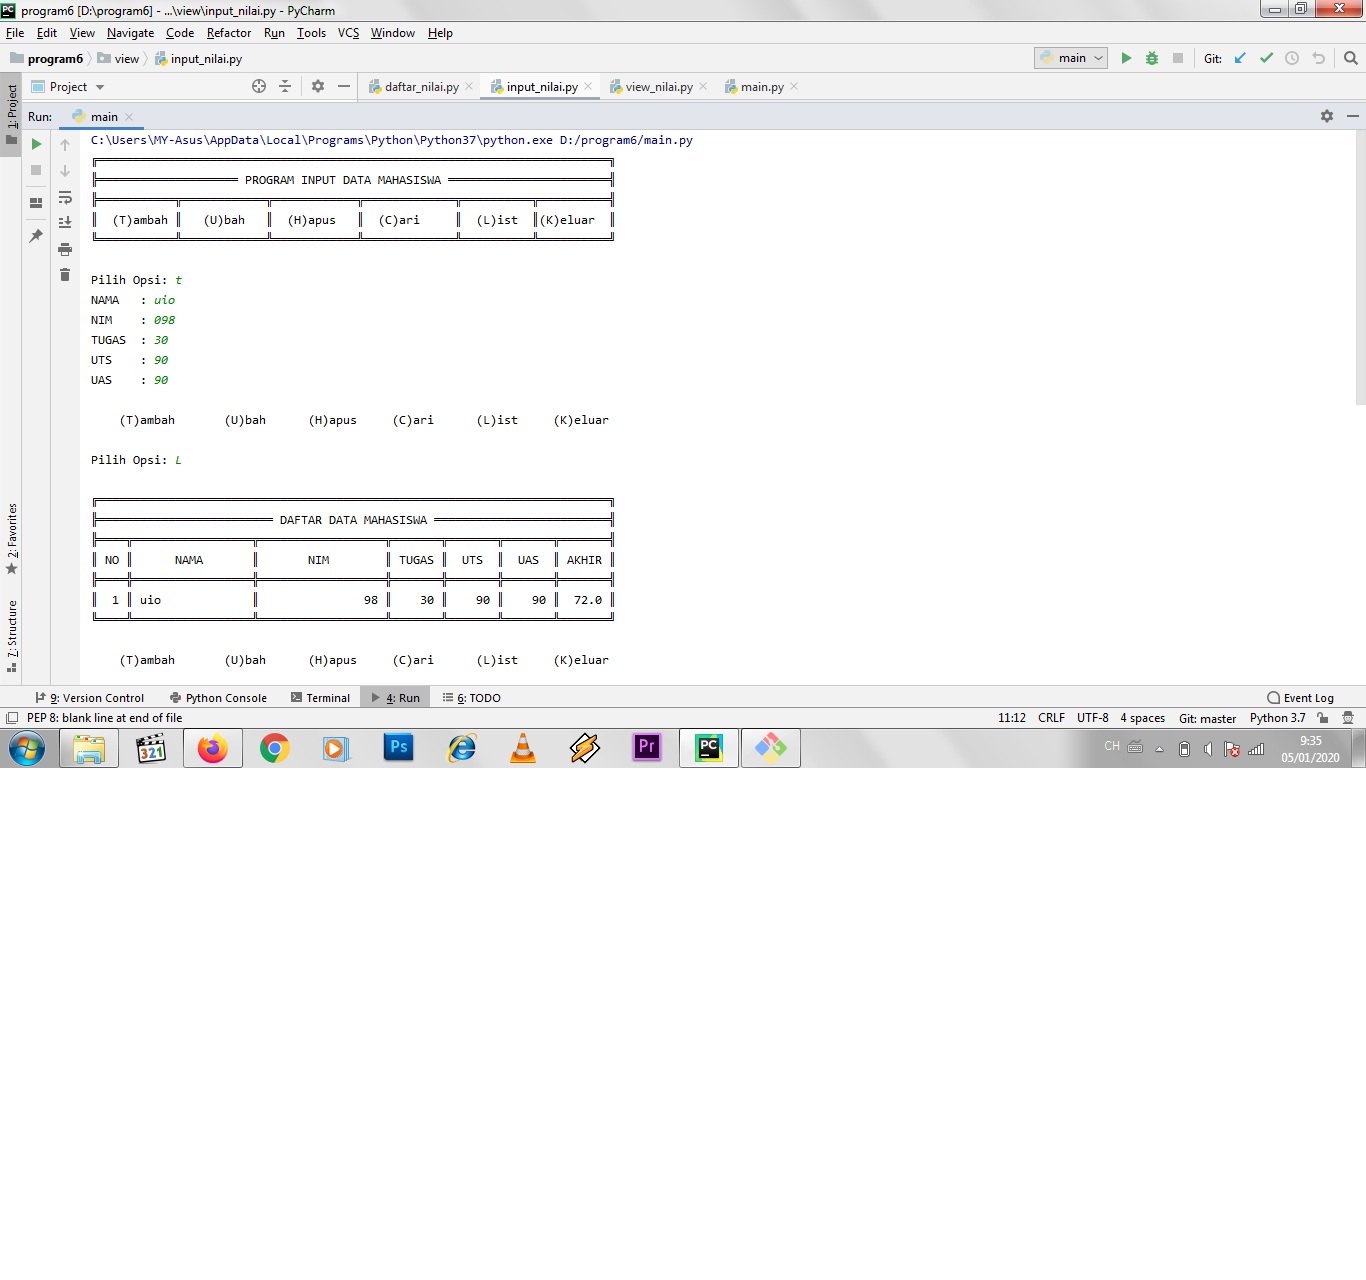 program6 [D:\program6] - ...\view\input_nilai.py - PyCharm
File Edit View Navigate Code Refactor Run Tools VCS Window Help
program6 view input_nilai.py main Git:
1: Project Project daftar_nilai.py input_nilai.py view_nilai.py main.py
Run: main
C:\Users\MY-Asus\AppData\Local\Programs\Python\Python37\python.exe D:/program6/main.py
PROGRAM INPUT DATA MAHASISWA
(T)ambah (U)bah (H)apus (C)ari (L)ist (K)eluar
Pilih Opsi: t
NAMA : uio
NIM : 098
TUGAS : 30
UTS : 90
UAS : 90
(T)ambah (U)bah (H)apus (C)ari (L)ist (K)eluar
Pilih Opsi: L
DAFTAR DATA MAHASISWA
NO NAMA NIM TUGAS UTS UAS AKHIR
1 uio 98 30 90 90 72.0
(T)ambah (U)bah (H)apus (C)ari (L)ist (K)eluar
2: Favorites
7: Structure
9: Version Control Python Console Terminal 4: Run 6: TODO Event Log
PEP 8: blank line at end of file 11:12 CRLF UTF-8 4 spaces Git: master Python 3.7
321 Ps Pr PC CH 9:35
05/01/2020